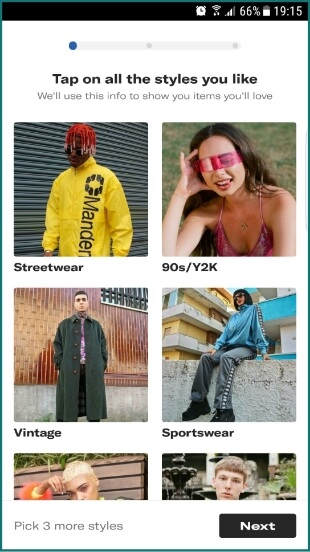 66% 19:15
Tap on all the styles you like
We'll use this info to show you items you'll love
Mander
Streetwear
90s/Y2K
Vintage
Sportswear
Pick 3 more styles
Next